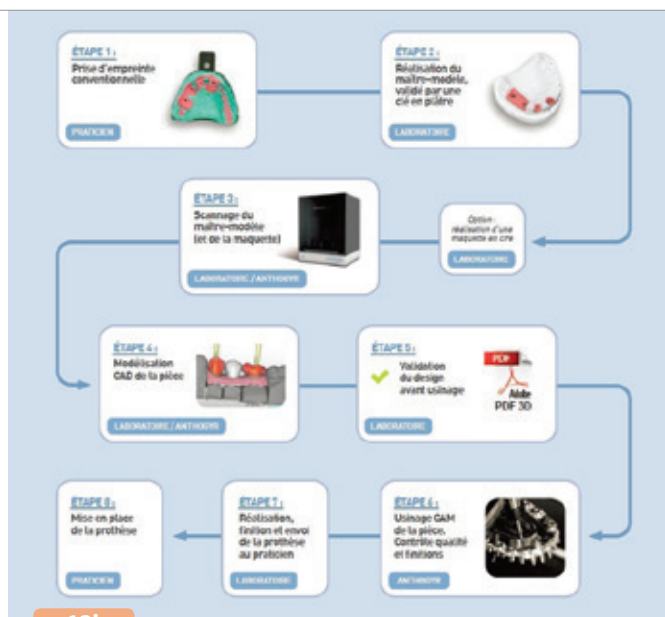 ÉTAPE 1 :
Prise d'empreinte
conventionnelle
PRATICIEN
ÉTAPE 2 :
Réalisation du
maître-modèle,
validé par une
clé en plâtre
LABORATOIRE
Option :
réalisation d'une
maquette en cire
LABORATOIRE
ÉTAPE 3 :
Scannage du
maître-modèle
(et de la maquette)
LABORATOIRE / ANTHOGYR
ÉTAPE 4 :
Modélisation
CAD de la pièce
LABORATOIRE / ANTHOGYR
ÉTAPE 5 :
Validation
du design
avant usinage
PDF
Adobe
PDF 3D
LABORATOIRE
ÉTAPE 6 :
Usinage CAM
de la pièce.
Contrôle qualité
et finitions
ANTHOGYR
ÉTAPE 7 :
Réalisation,
finition et envoi
de la prothèse
au praticien
LABORATOIRE
ÉTAPE 8 :
Mise en place
de la prothèse
PRATICIEN